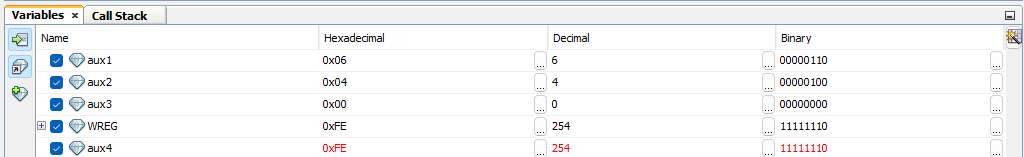 Variables × Call Stack
Name Hexadecimal Decimal Binary
aux1 0x06 ... 6 ... 00000110 ...
aux2 0x04 ... 4 ... 00000100 ...
aux3 0x00 ... 0 ... 00000000 ...
WREG 0xFE ... 254 ... 11111110 ...
aux4 0xFE ... 254 ... 11111110 ...